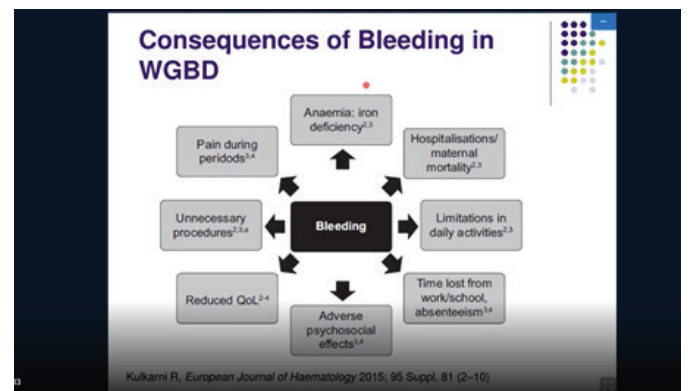 Consequences of Bleeding in
WGBD
Anaemia: iron
deficiency2,3
Pain during
peridods3,4
Hospitalisations/
maternal
mortality2,3
Unnecessary
procedures2,3,a
Bleeding
Limitations in
daily activities2,3
Reduced QoL2-4
Adverse
psychosocial
effects3,4
Time lost from
work/school,
absenteeism3,4
Kulkarni R, European Journal of Haematology 2015; 95 Suppl. 81 (2–10)